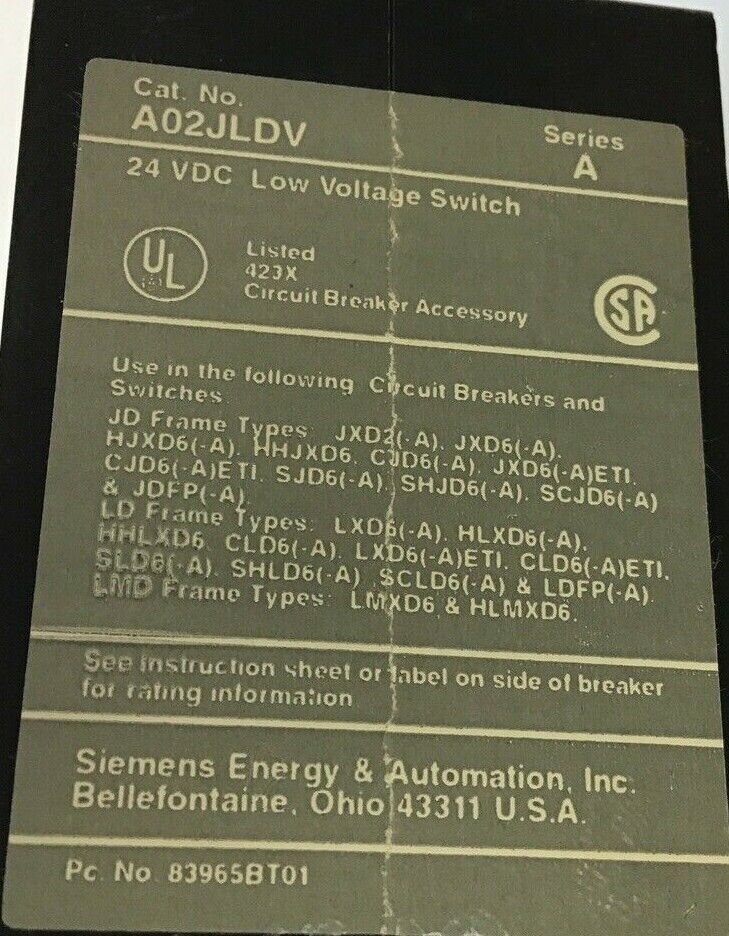 Cat. No.
A02JLDV
Series
A
24 VDC Low Voltage Switch
UL
Listed
423X
Circuit Breaker Accessory
SA
Use in the following Circuit Breakers and
Switches.
JD Frame Types: JXD2(-A), JXD6(-A),
HJXD6(-A), HHJXD6, CJD6(-A), JXD6(-A)ETI,
CJD6(-A)ETI, SJD6(-A), SHJD6(-A), SCJD6(-A)
& JDFP(-A).
LD Frame Types: LXD6(-A), HLXD6(-A),
HHLXD6, CLD6(-A), LXD6(-A)ETI, CLD6(-A)ETI,
SLD6(-A), SHLD6(-A) ,SCLD6(-A) & LDFP(-A).
LMD Frame Types: LMXD6, & HLMXD6.
See instruction sheet or label on side of breaker
for rating information
Siemens Energy & Automation, Inc.
Bellefontaine, Ohio 43311 U.S.A.
Pc. No. 83965BT01